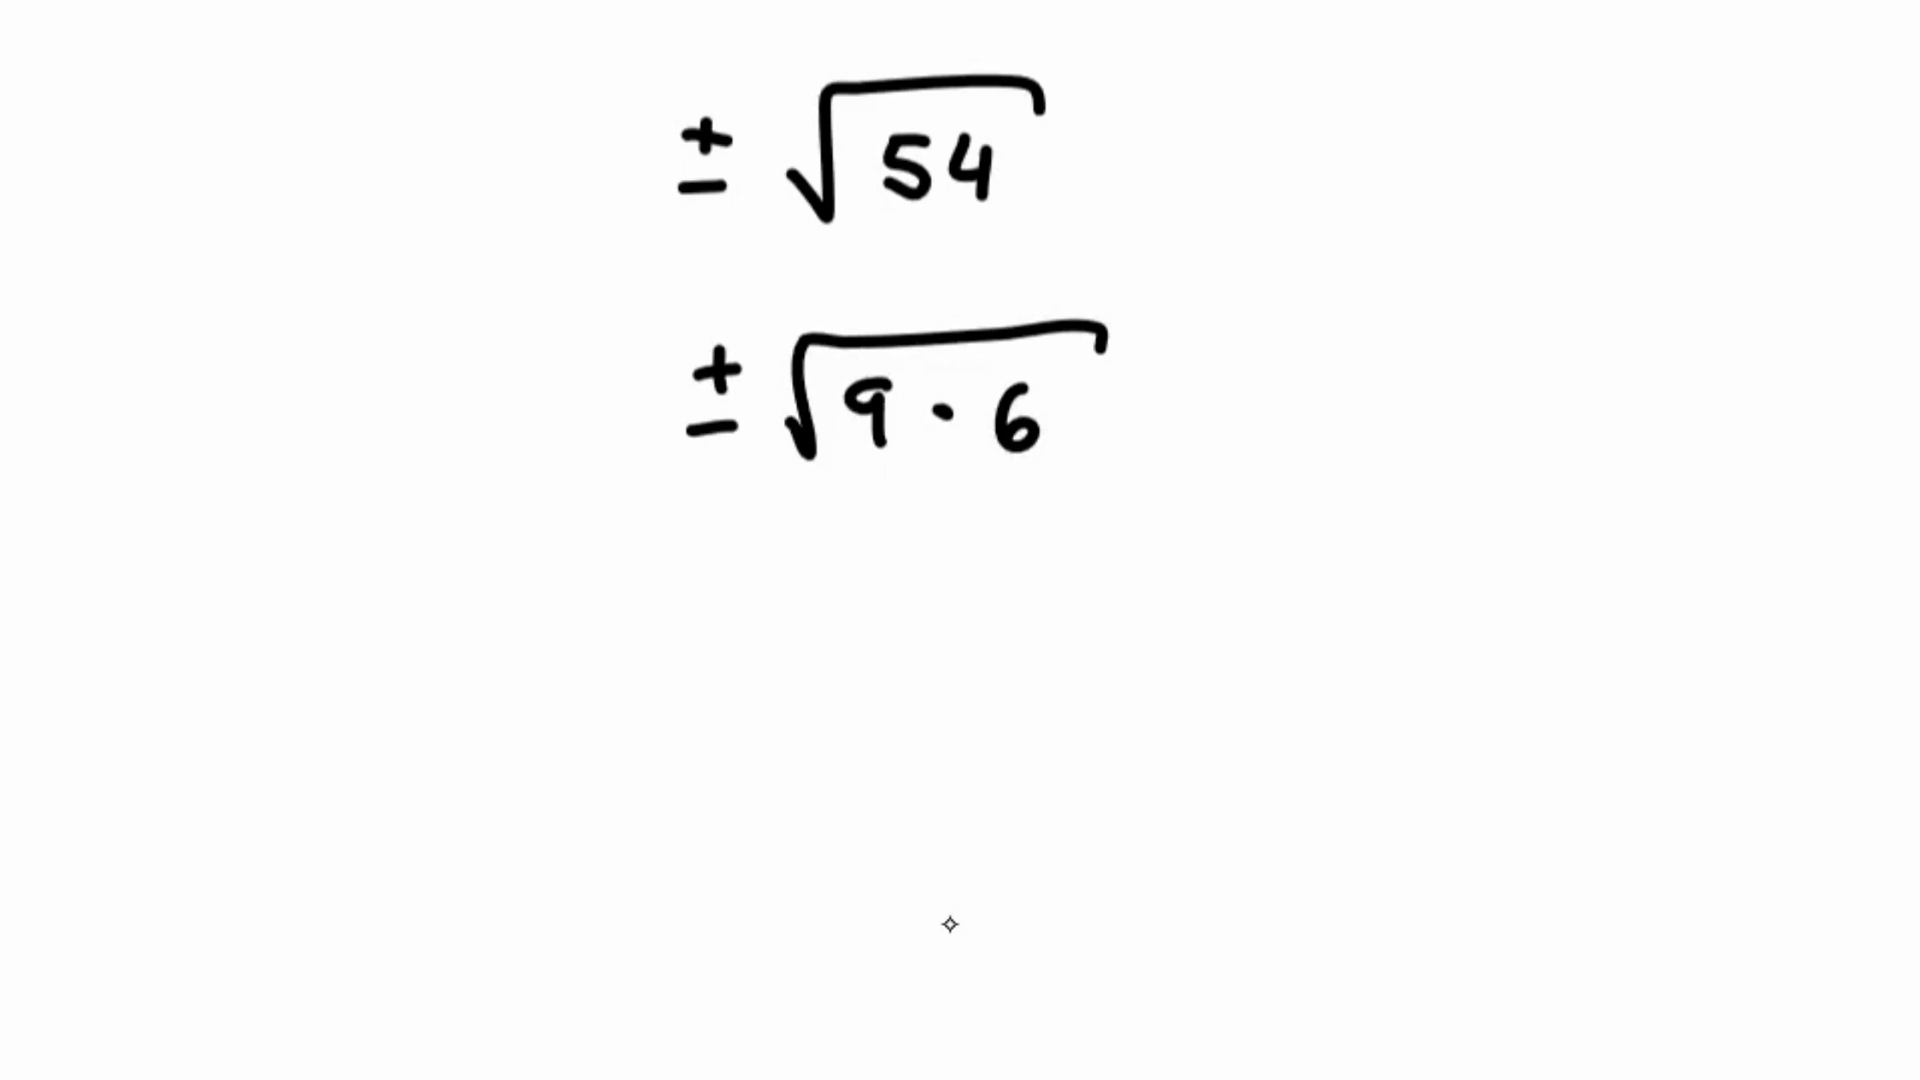 ± √54
± √9 · 6